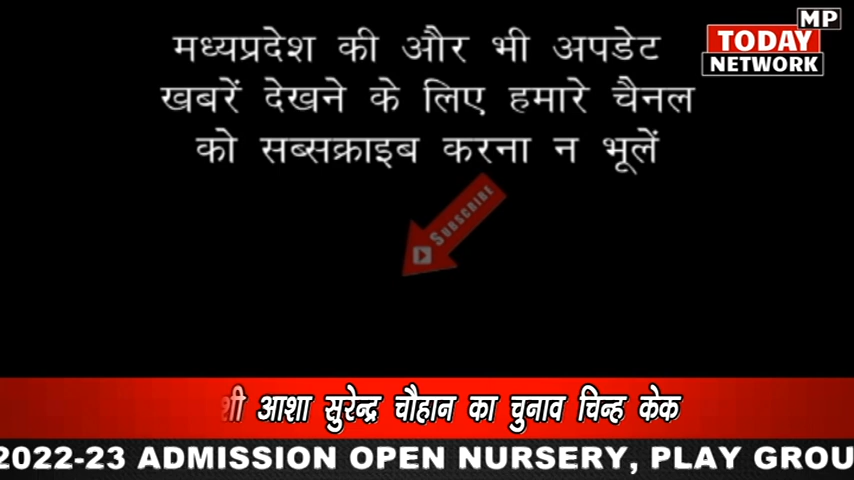 MP
TODAY
NETWORK
मध्यप्रदेश की और भी अपडेट
खबरें देखने के लिए हमारे चैनल
को सब्सक्राइब करना न भूलें
SUBSCRIBE
आशा सुरेन्द्र चौहान का चुनाव चिन्ह केक
2022-23 ADMISSION OPEN NURSERY, PLAY GROU